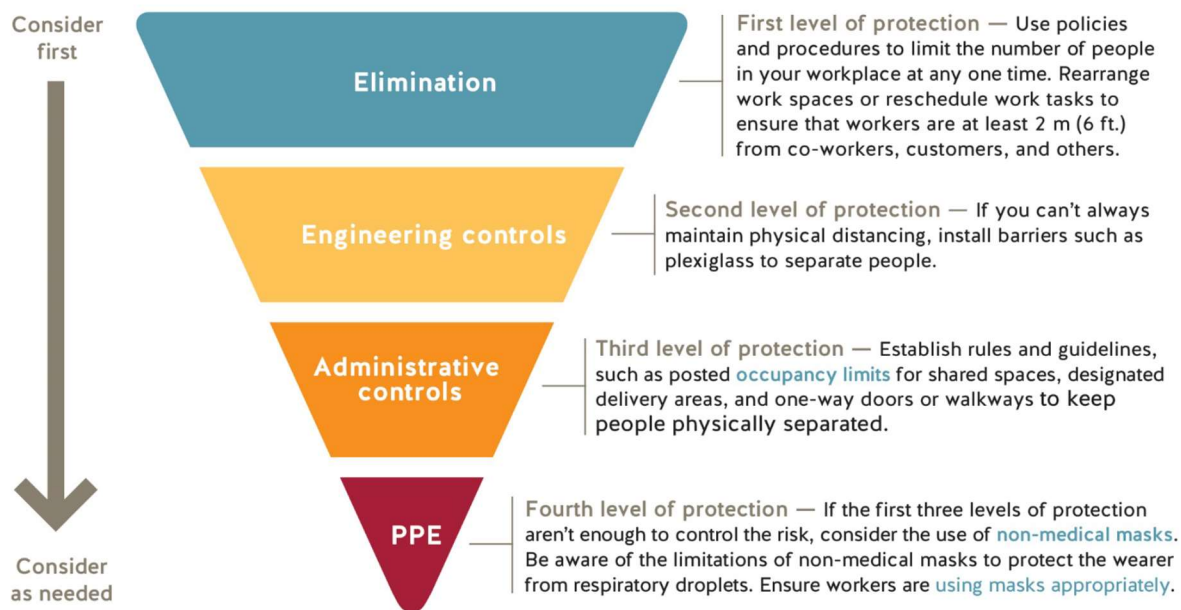 Consider
first
Elimination
First level of protection — Use policies
and procedures to limit the number of people
in your workplace at any one time. Rearrange
work spaces or reschedule work tasks to
ensure that workers are at least 2 m (6 ft.)
from co-workers, customers, and others.
Engineering controls
Second level of protection — If you can't always
maintain physical distancing, install barriers such as
plexiglass to separate people.
Administrative
controls
Third level of protection — Establish rules and guidelines,
such as posted occupancy limits for shared spaces, designated
delivery areas, and one-way doors or walkways to keep
people physically separated.
PPE
Fourth level of protection — If the first three levels of protection
aren't enough to control the risk, consider the use of non-medical masks.
Be aware of the limitations of non-medical masks to protect the wearer
from respiratory droplets. Ensure workers are using masks appropriately.
Consider
as needed